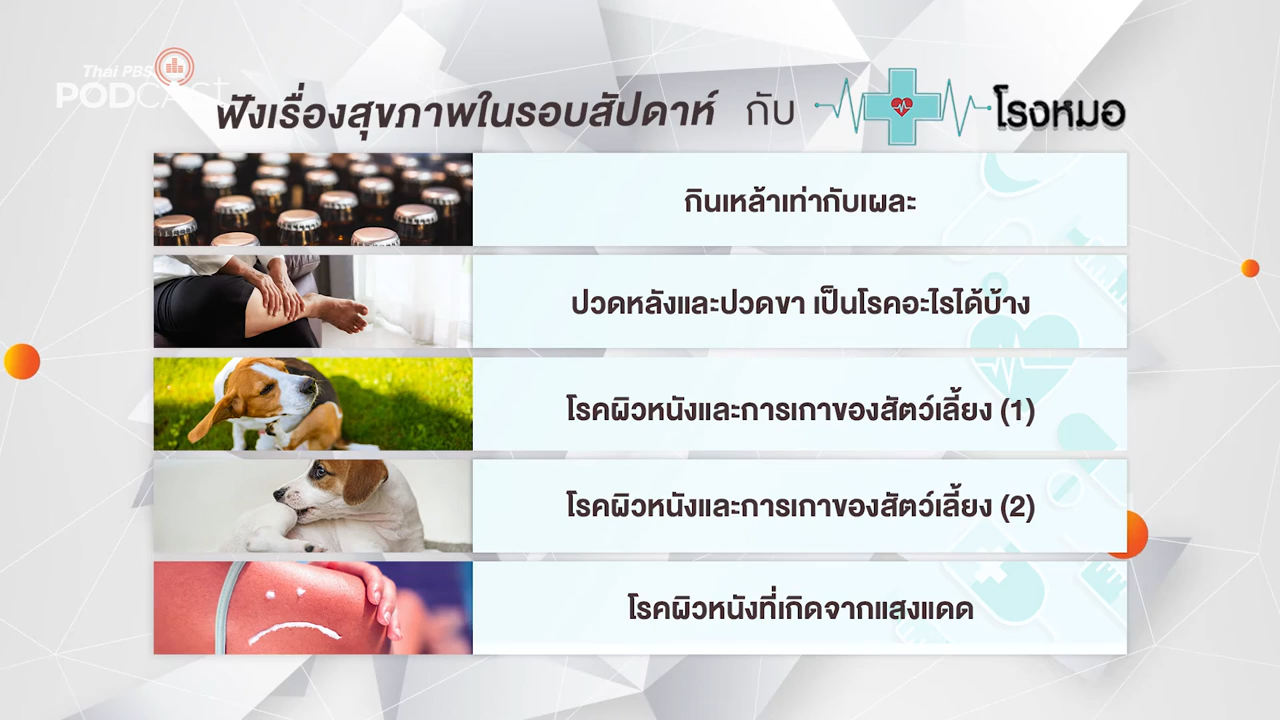 Thai PBS
PODCAST
ฟังเรื่องสุขภาพในรอบสัปดาห์ กับ โรงหมอ
กินเหล้าเท่ากับเผละ
ปวดหลังและปวดขา เป็นโรคอะไรได้บ้าง
โรคผิวหนังและการเกาของสัตว์เลี้ยง (1)
โรคผิวหนังและการเกาของสัตว์เลี้ยง (2)
โรคผิวหนังที่เกิดจากแสงแดด